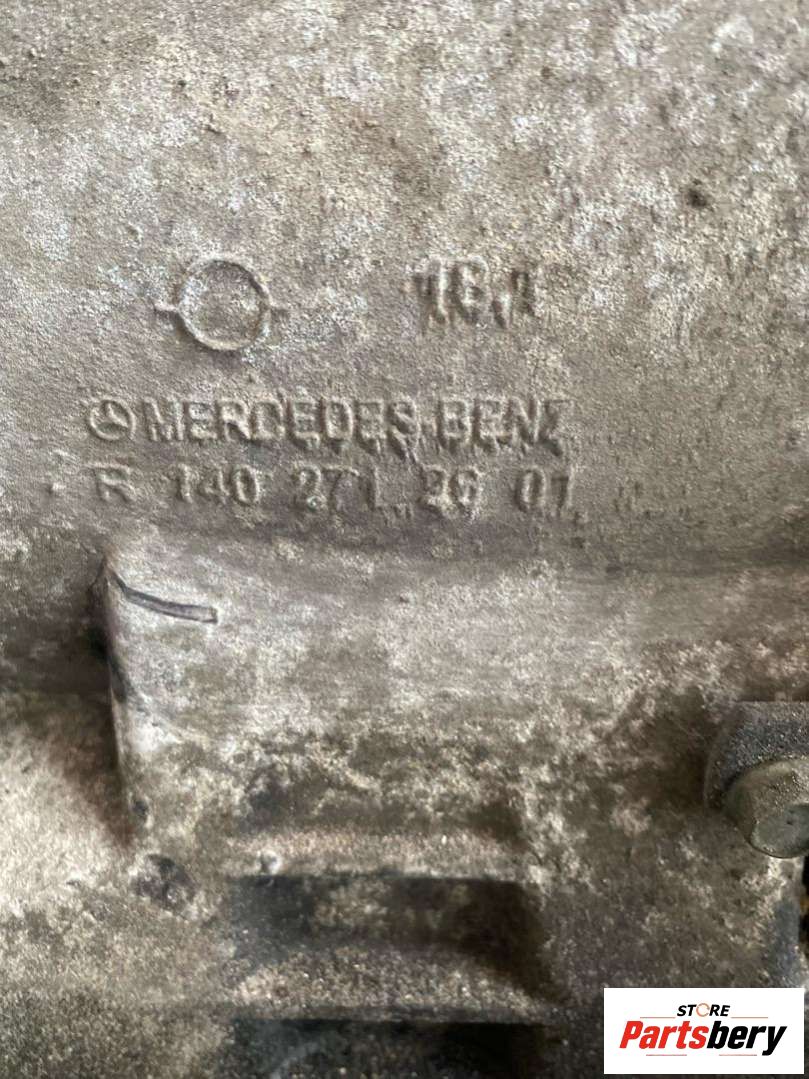 16.1
MERCEDES-BENZ
R 140 271 26 01
STORE
Partsbery